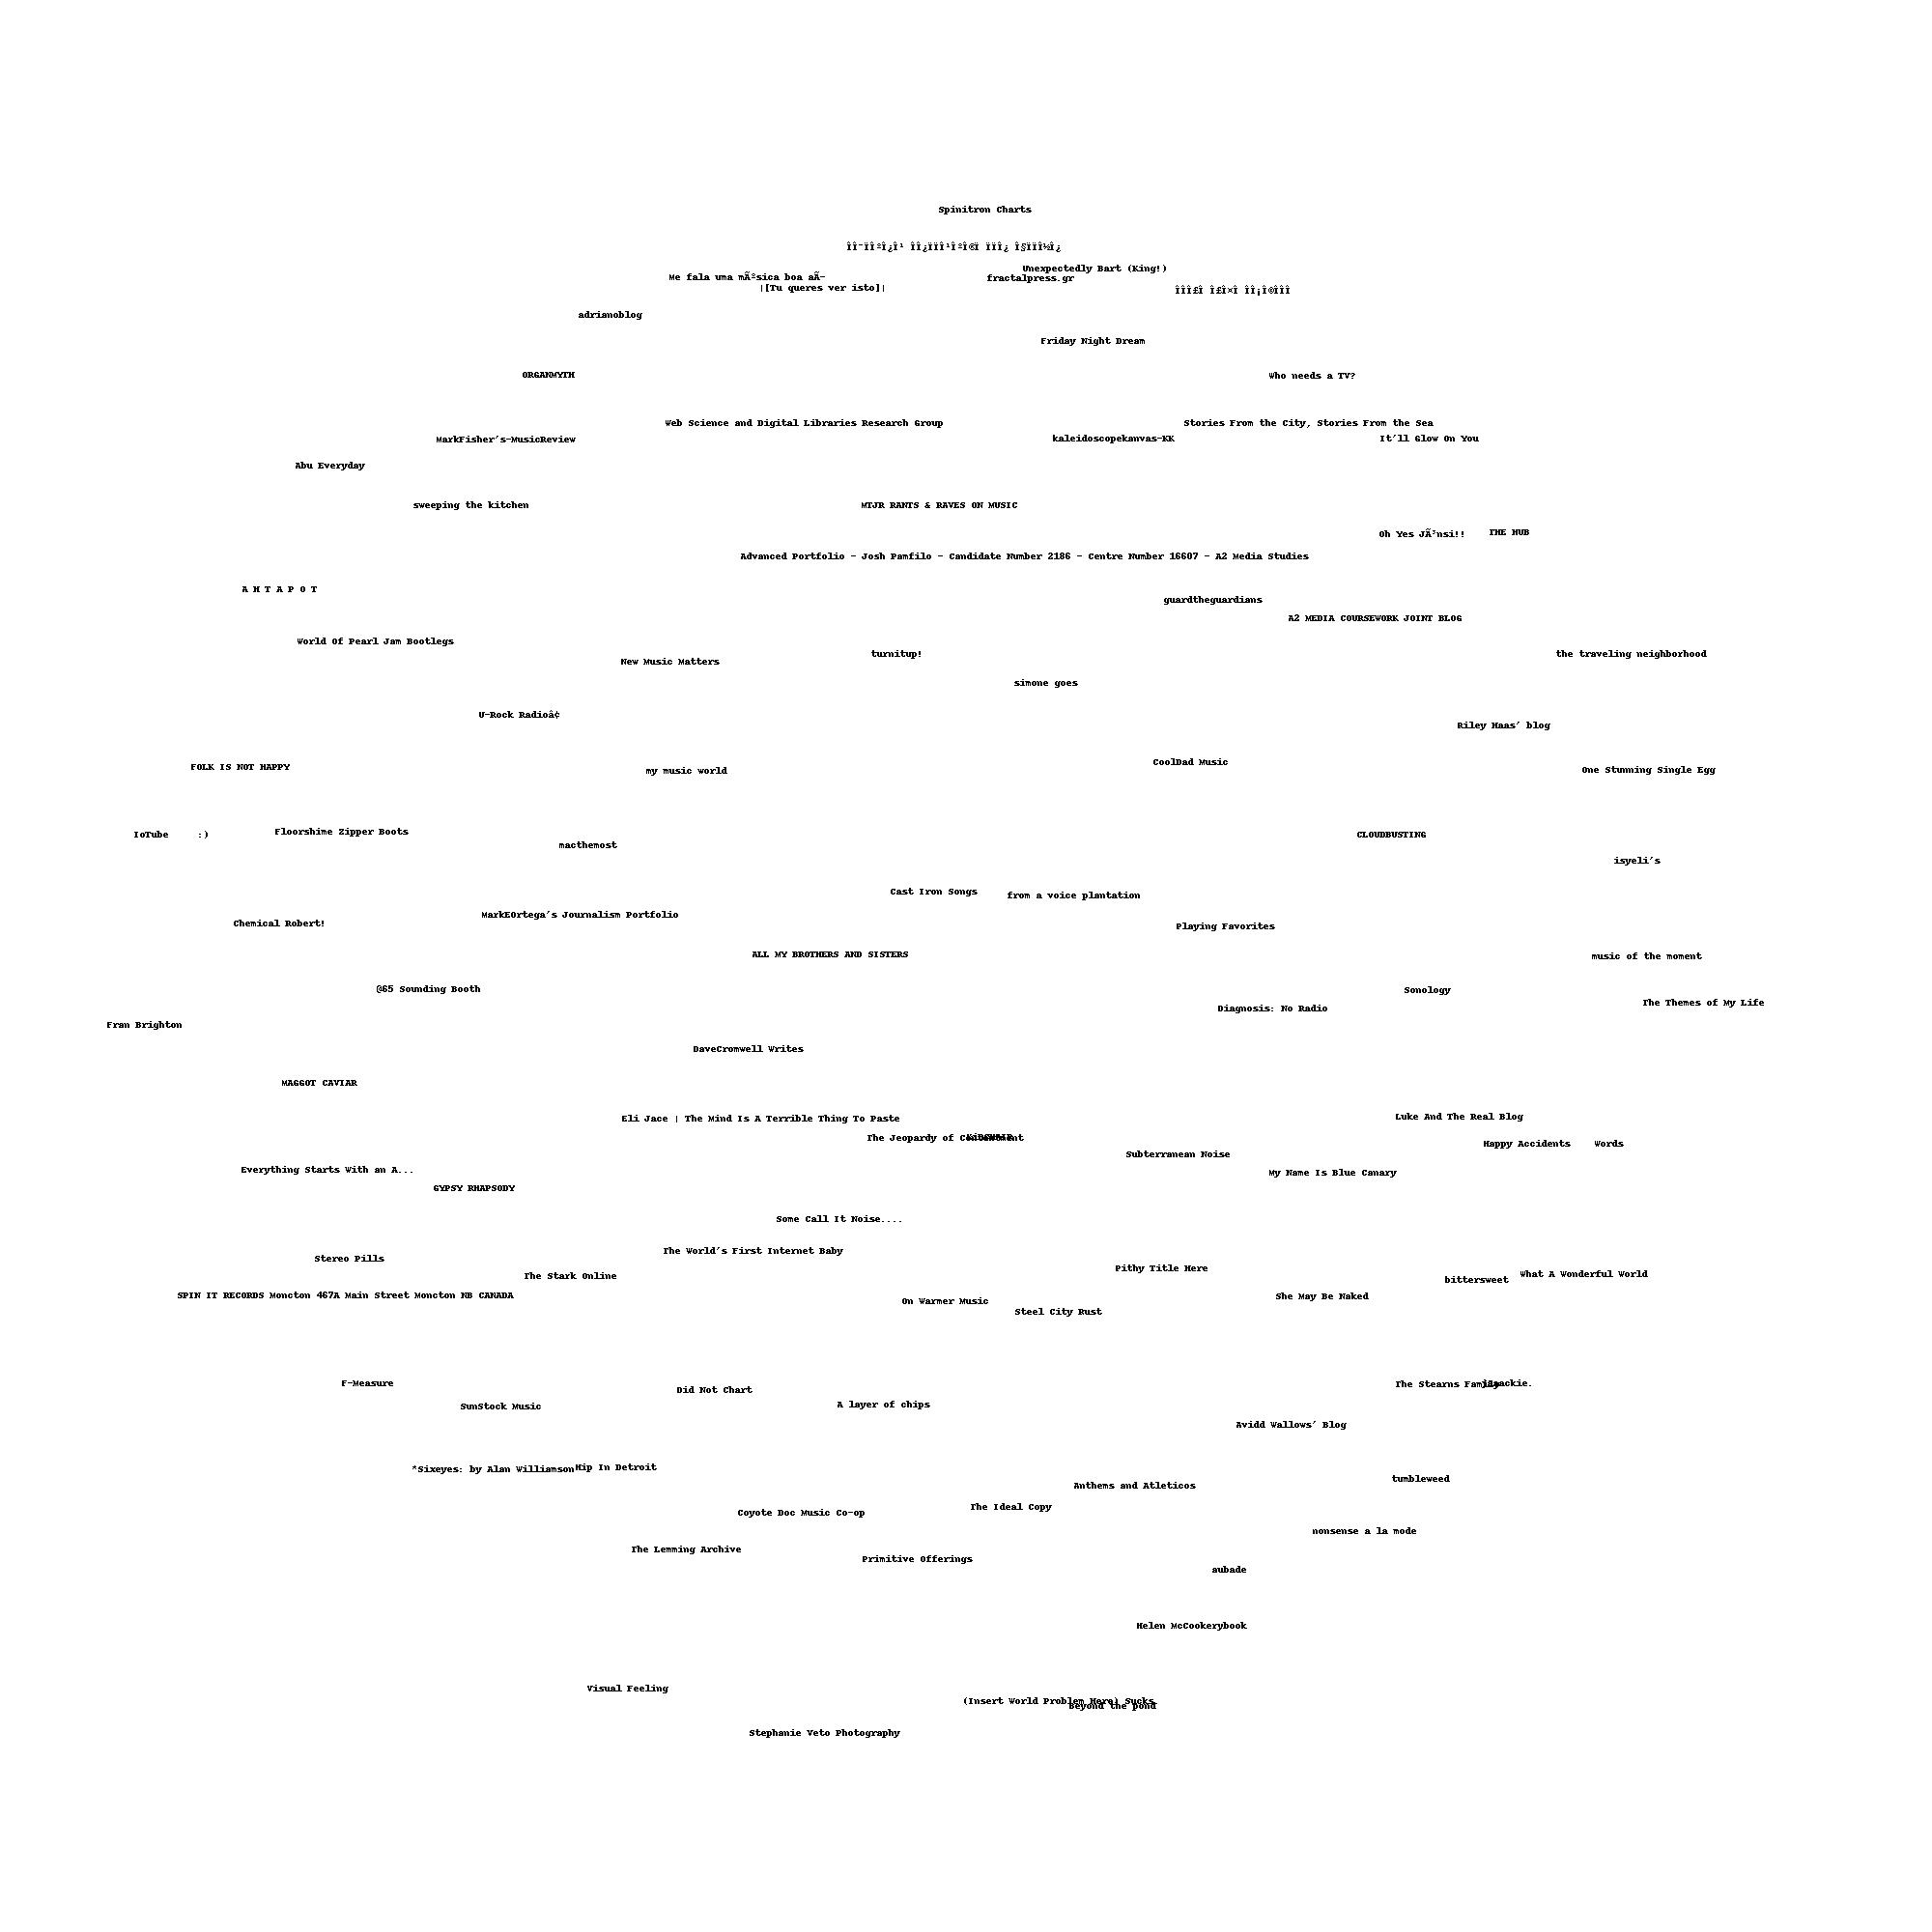 Spinitron Charts
Unexpectedly Bart (King!)
Me fala uma mÃºsica boa aÃ­
fractalpress.gr
|[Tu queres ver isto]|
adrianoblog
Friday Night Dream
ORGANMYTH
Who needs a TV?
Web Science and Digital Libraries Research Group
Stories From the City, Stories From the Sea
MarkFisher's-MusicReview
kaleidoscopekanvas-KK
It'll Glow On You
Abu Everyday
sweeping the kitchen
MTJR RANTS & RAVES ON MUSIC
Oh Yes JÃ³nsi!!
THE HUB
Advanced Portfolio - Josh Pamfilo - Candidate Number 2186 - Centre Number 16607 - A2 Media Studies
A H T A P O T
guardtheguardians
A2 MEDIA COURSEWORK JOINT BLOG
World Of Pearl Jam Bootlegs
New Music Matters
turnitup!
the traveling neighborhood
simone goes
U-Rock Radioâ¢
Riley Haas' blog
FOLK IS NOT HAPPY
my music world
CoolDad Music
One Stunning Single Egg
IoTube :)
Floorshime Zipper Boots
macthemost
CLOUDBUSTING
isyeli's
Cast Iron Songs
from a voice plantation
Chemical Robert!
MarkEOrtega's Journalism Portfolio
Playing Favorites
ALL MY BROTHERS AND SISTERS
music of the moment
@65 Sounding Booth
Sonology
The Themes of My Life
Diagnosis: No Radio
Fran Brighton
DaveCromwell Writes
MAGGOT CAVIAR
Eli Jace | The Mind Is A Terrible Thing To Paste
Luke And The Real Blog
The Jeopardy of Contentment
Happy Accidents
Words
Subterranean Noise
Everything Starts With an A...
My Name Is Blue Canary
GYPSY RHAPSODY
Some Call It Noise....
The World's First Internet Baby
Stereo Pills
Pithy Title Here
The Stark Online
What A Wonderful World
bittersweet
SPIN IT RECORDS Moncton 467A Main Street Moncton NB CANADA
She May Be Naked
On Warmer Music
Steel City Rust
F-Measure
Did Not Chart
The Stearns Family
SunStock Music
A layer of chips
Avidd Wallows' Blog
*Sixeyes: by Alan Williamson
Hip In Detroit
tumbleweed
Anthems and Atleticos
The Ideal Copy
Coyote Doc Music Co-op
nonsense a la mode
The Lemming Archive
Primitive Offerings
aubade
Helen McCookerybook
Visual Feeling
(Insert World Problem Here) Sucks
Beyond the pond
Stephanie Veto Photography